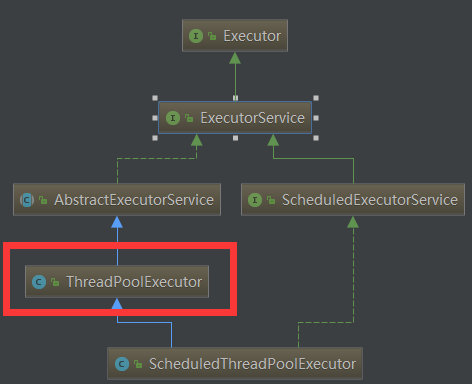 I Executor
I ExecutorService
C AbstractExecutorService
I ScheduledExecutorService
C ThreadPoolExecutor
C ScheduledThreadPoolExecutor